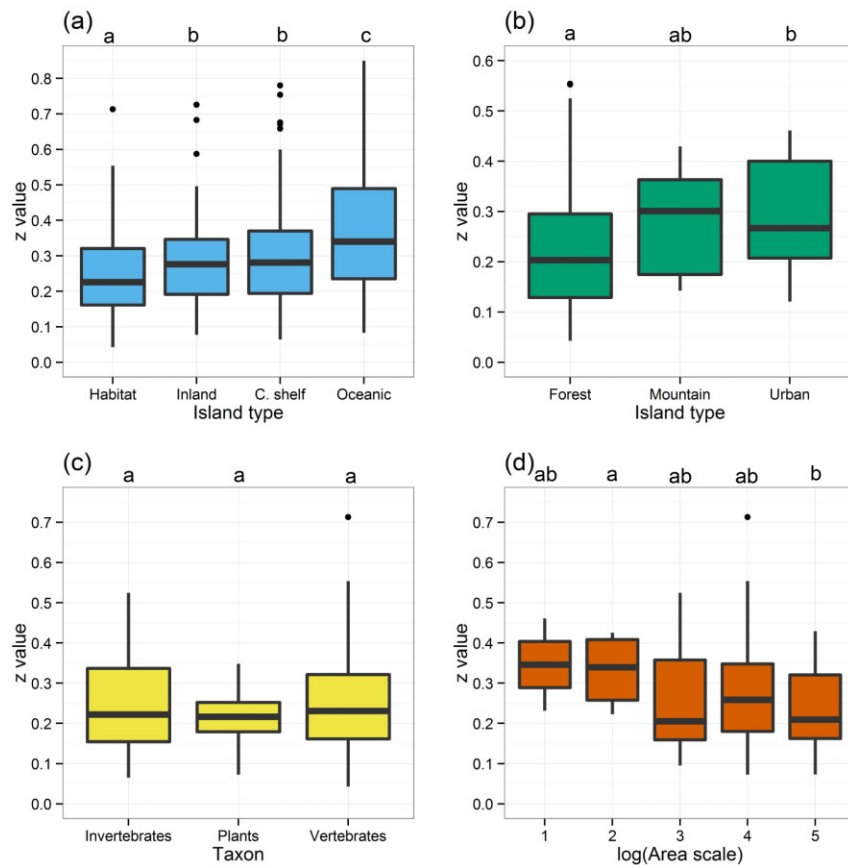 (a)
a b b c
z value
0.8
0.7
0.6
0.5
0.4
0.3
0.2
0.1
0.0
Habitat Inland C. shelf Oceanic
Island type
(b)
a ab b
z value
0.6
0.5
0.4
0.3
0.2
0.1
0.0
Forest Mountain Urban
Island type
(c)
a a a
z value
0.7
0.6
0.5
0.4
0.3
0.2
0.1
0.0
Invertebrates Plants Vertebrates
Taxon
(d)
ab a ab ab b
z value
0.7
0.6
0.5
0.4
0.3
0.2
0.1
0.0
1 2 3 4 5
log(Area scale)